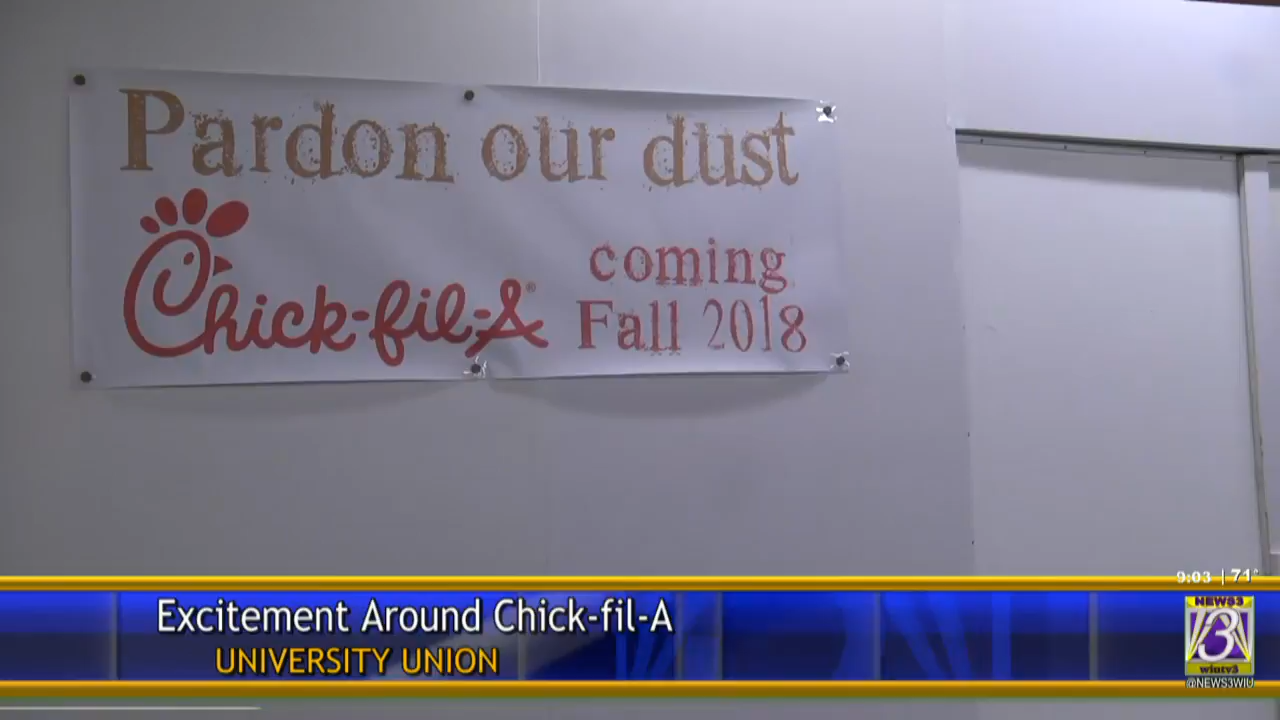 Pardon our dust
Chick-fil-A®
coming
Fall 2018
9:03 | 71°
Excitement Around Chick-fil-A
UNIVERSITY UNION
NEWS3
3
wiutv3
@NEWS3WIU